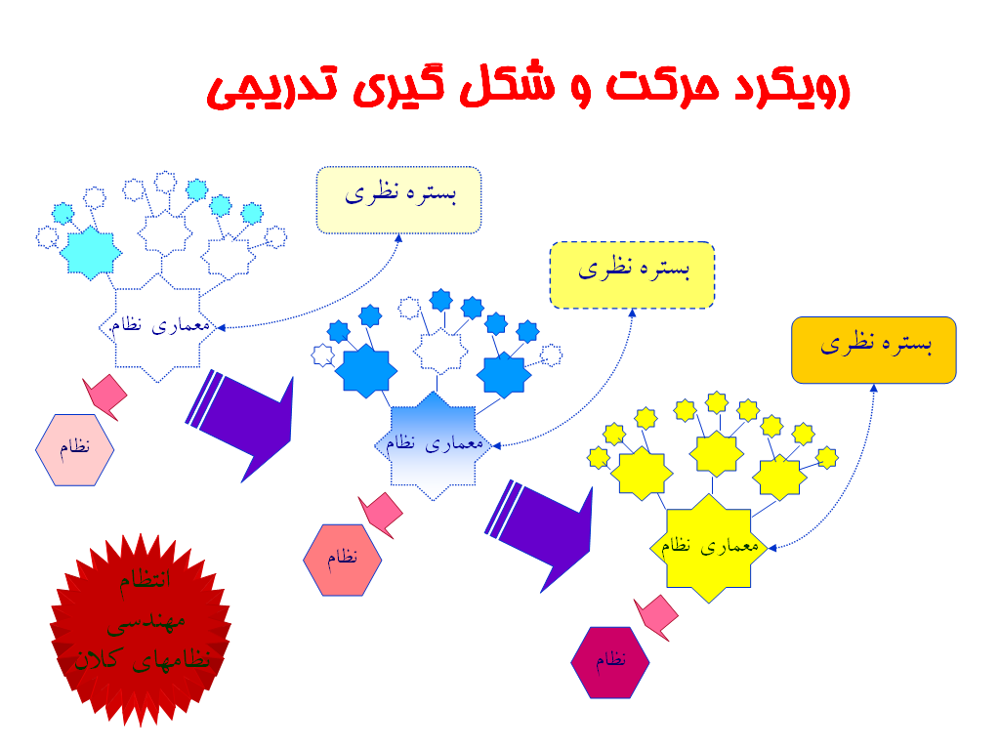 رویکرد حرکت و شکل گیری تدریجی
بستره نظری
معماری نظام
نظام
بستره نظری
معماری نظام
نظام
بستره نظری
معماری نظام
نظام
انتظام
مهندسی
نظامهای کلان